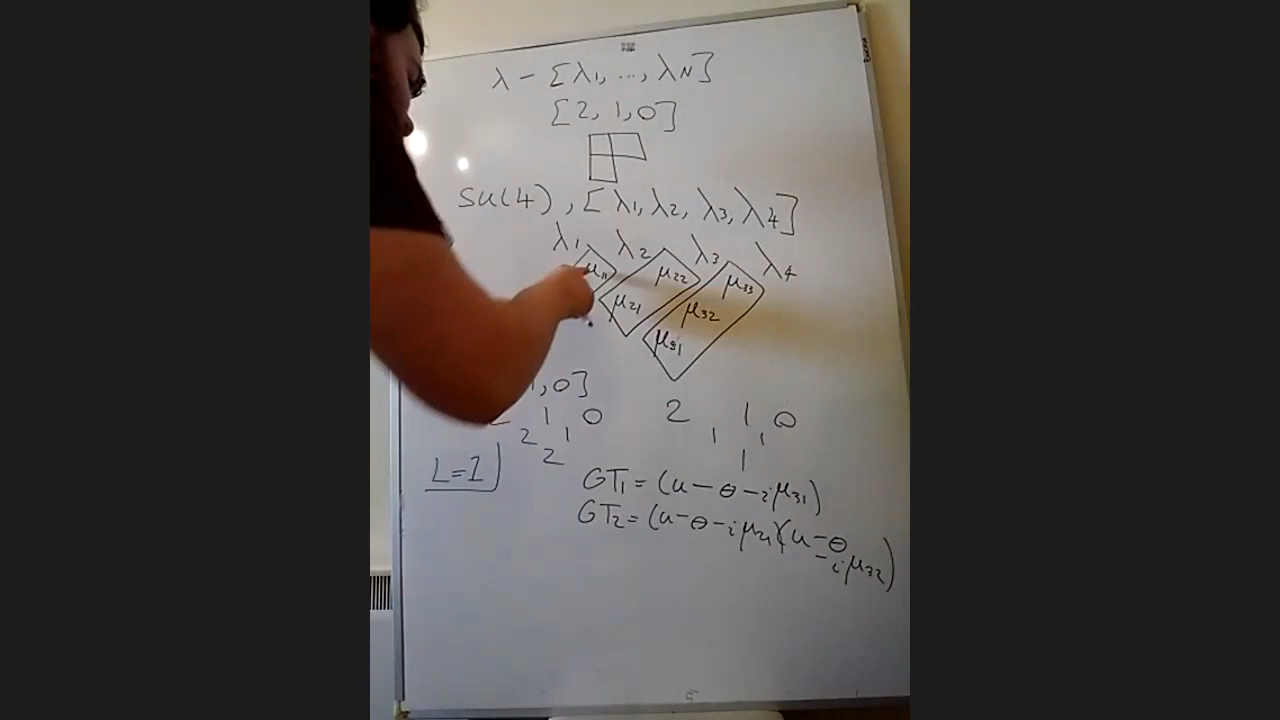 λ – [λ1, ..., λN]
[2, 1, 0]
SU(4), [λ1, λ2, λ3, λ4]
λ1 λ2 λ3 λ4
μ11 μ22 μ33
μ21 μ32
μ31
1, 0]
2 1 0 2 1 0
2 1 1 1
2 1
L=1
GT1 = (u – θ – iμ31)
GT2 = (u – θ – iμ21)(u – θ
– iμ32)